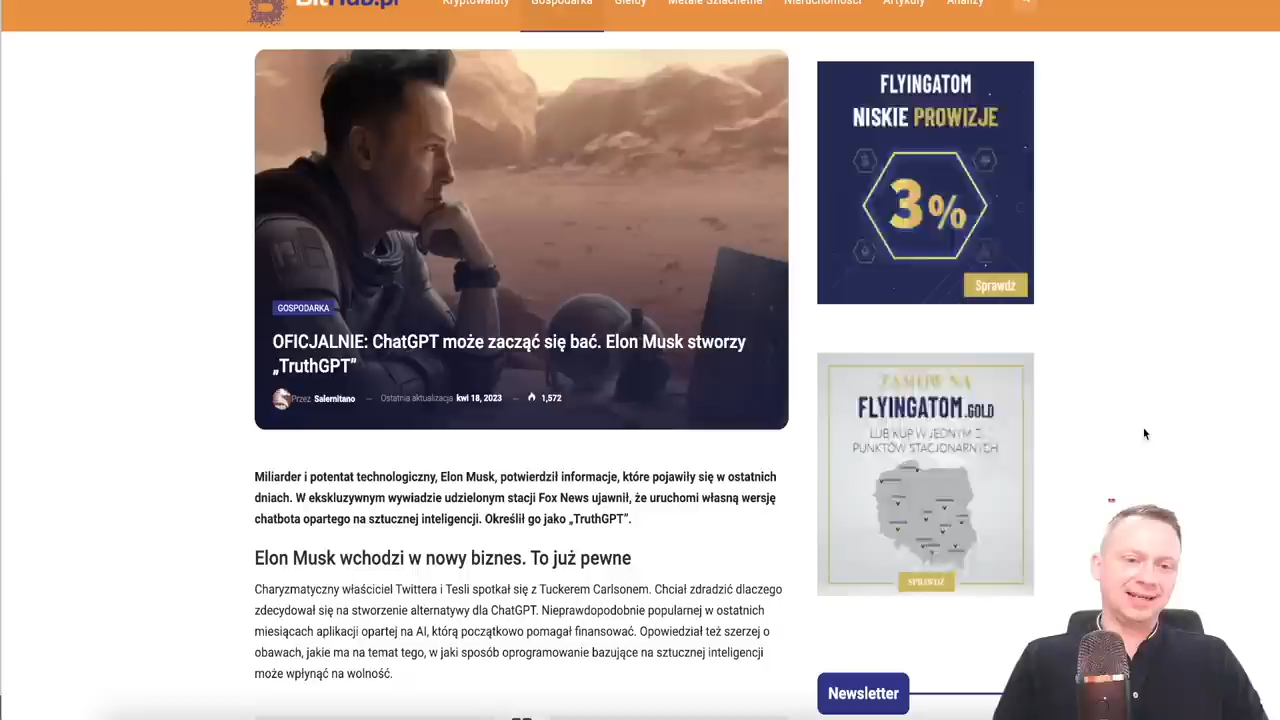 BitHub.pl
Kryptowaluty Gospodarka Giełdy Metale Szlachetne Nieruchomości Artykuły Analizy
GOSPODARKA
OFICJALNIE: ChatGPT może zacząć się bać. Elon Musk stworzy
„TruthGPT”
Przez Salernitano — Ostatnia aktualizacja kwi 18, 2023 — 1,572
Miliarder i potentat technologiczny, Elon Musk, potwierdził informacje, które pojawiły się w ostatnich
dniach. W ekskluzywnym wywiadzie udzielonym stacji Fox News ujawnił, że uruchomi własną wersję
chatbota opartego na sztucznej inteligencji. Określił go jako „TruthGPT”.
Elon Musk wchodzi w nowy biznes. To już pewne
Charyzmatyczny właściciel Twittera i Tesli spotkał się z Tuckerem Carlsonem. Chciał zdradzić dlaczego
zdecydował się na stworzenie alternatywy dla ChatGPT. Nieprawdopodobnie popularnej w ostatnich
miesiącach aplikacji opartej na AI, którą początkowo pomagał finansować. Opowiedział też szerzej o
obawach, jakie ma na temat tego, w jaki sposób oprogramowanie bazujące na sztucznej inteligencji
może wpłynąć na wolność.
FLYINGATOM
NISKIE PROWIZJE
3%
Sprawdź
ZAMÓW NA
FLYINGATOM.GOLD
LUB KUP W JEDNYM Z
PUNKTÓW STACJONARNYCH
SPRAWDŹ
Newsletter